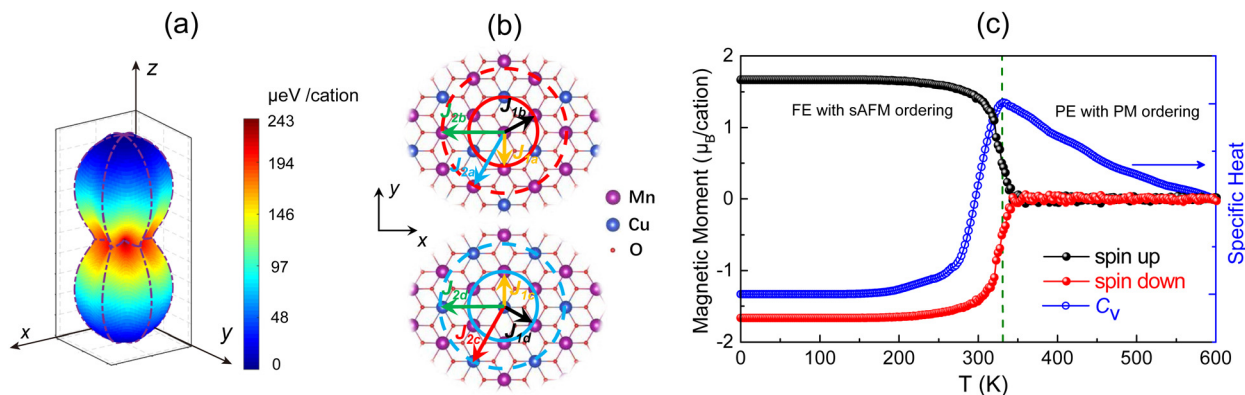 (a)
z
x
y
μeV /cation
243
194
146
97
48
0
(b)
J2b
J1b
J2a
J1a
y
x
Mn
Cu
O
J2d
J1c
J2c
J1d
(c)
Magnetic Moment ( μB/cation)
2
1
0
-1
-2
FE with sAFM ordering
PE with PM ordering
spin up
spin down
Cv
Specific Heat
0 100 200 300 400 500 600
T (K)